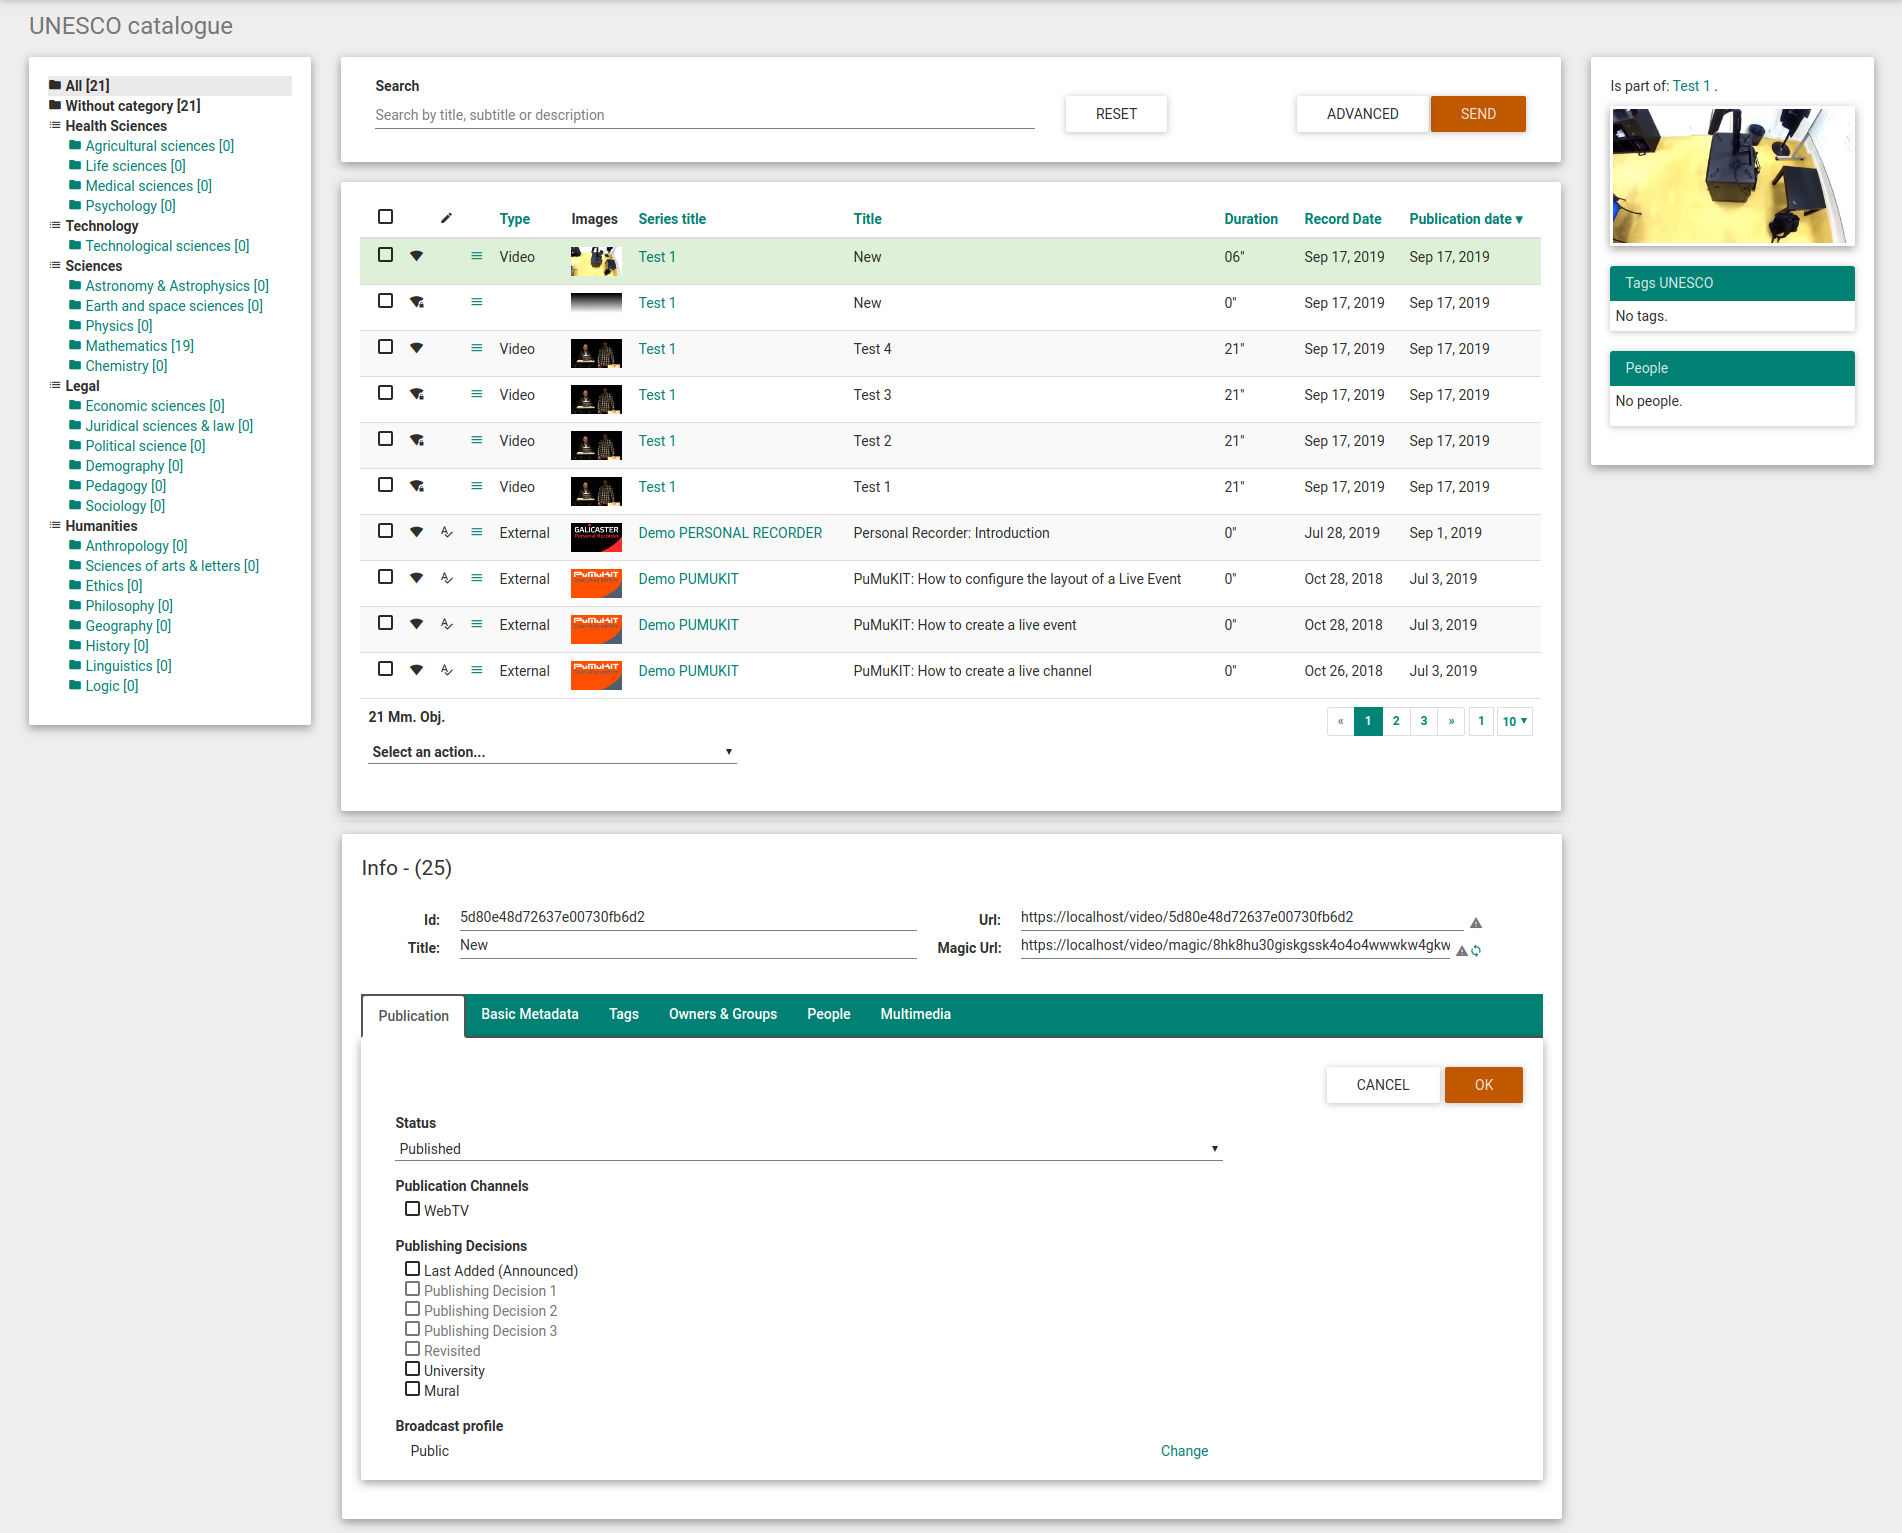 UNESCO catalogue
All [21]
Without category [21]
Health Sciences
Agricultural sciences [0]
Life sciences [0]
Medical sciences [0]
Psychology [0]
Technology
Technological sciences [0]
Sciences
Astronomy & Astrophysics [0]
Earth and space sciences [0]
Physics [0]
Mathematics [19]
Chemistry [0]
Legal
Economic sciences [0]
Juridical sciences & law [0]
Political science [0]
Demography [0]
Pedagogy [0]
Sociology [0]
Humanities
Anthropology [0]
Sciences of arts & letters [0]
Ethics [0]
Philosophy [0]
Geography [0]
History [0]
Linguistics [0]
Logic [0]
Search
Search by title, subtitle or description
RESET
ADVANCED
SEND
Type Images Series title Title Duration Record Date Publication date ▾
Video Test 1 New 06" Sep 17, 2019 Sep 17, 2019
Test 1 New 0" Sep 17, 2019 Sep 17, 2019
Video Test 1 Test 4 21" Sep 17, 2019 Sep 17, 2019
Video Test 1 Test 3 21" Sep 17, 2019 Sep 17, 2019
Video Test 1 Test 2 21" Sep 17, 2019 Sep 17, 2019
Video Test 1 Test 1 21" Sep 17, 2019 Sep 17, 2019
External GALICASTER Personal Recorder Demo PERSONAL RECORDER Personal Recorder: Introduction 0" Jul 28, 2019 Sep 1, 2019
External PuMuKIT Demo PUMUKIT PuMuKIT: How to configure the layout of a Live Event 0" Oct 28, 2018 Jul 3, 2019
External PuMuKIT Demo PUMUKIT PuMuKIT: How to create a live event 0" Oct 28, 2018 Jul 3, 2019
External PuMuKIT Demo PUMUKIT PuMuKIT: How to create a live channel 0" Oct 26, 2018 Jul 3, 2019
21 Mm. Obj.
« 1 2 3 » 1 10 ▾
Select an action...
Info - (25)
Id: 5d80e48d72637e00730fb6d2
Url: https://localhost/video/5d80e48d72637e00730fb6d2
Title: New
Magic Url: https://localhost/video/magic/8hk8hu30giskgssk4o4o4wwwkw4gkw
Publication Basic Metadata Tags Owners & Groups People Multimedia
CANCEL
OK
Status
Published
Publication Channels
WebTV
Publishing Decisions
Last Added (Announced)
Publishing Decision 1
Publishing Decision 2
Publishing Decision 3
Revisited
University
Mural
Broadcast profile
Public
Change
Is part of: Test 1 .
Tags UNESCO
No tags.
People
No people.